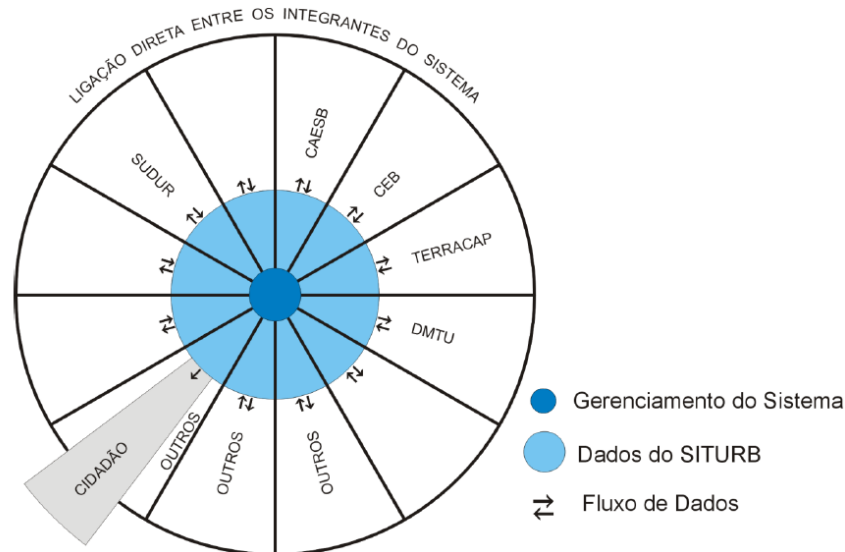 LIGAÇÃO DIRETA ENTRE OS INTEGRANTES DO SISTEMA
SUDUR
CAESB
CEB
TERRACAP
DMTU
OUTROS
OUTROS
OUTROS
CIDADÃO
Gerenciamento do Sistema
Dados do SITURB
Fluxo de Dados